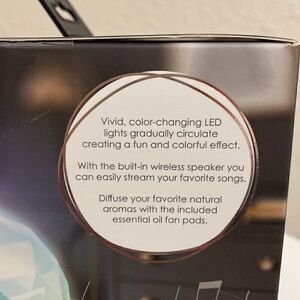 Vivid, color-changing LED
lights gradually circulate
creating a fun and colorful effect.
With the built-in wireless speaker you
can easily stream your favorite songs.
Diffuse your favorite natural
aromas with the included
essential oil fan pads.